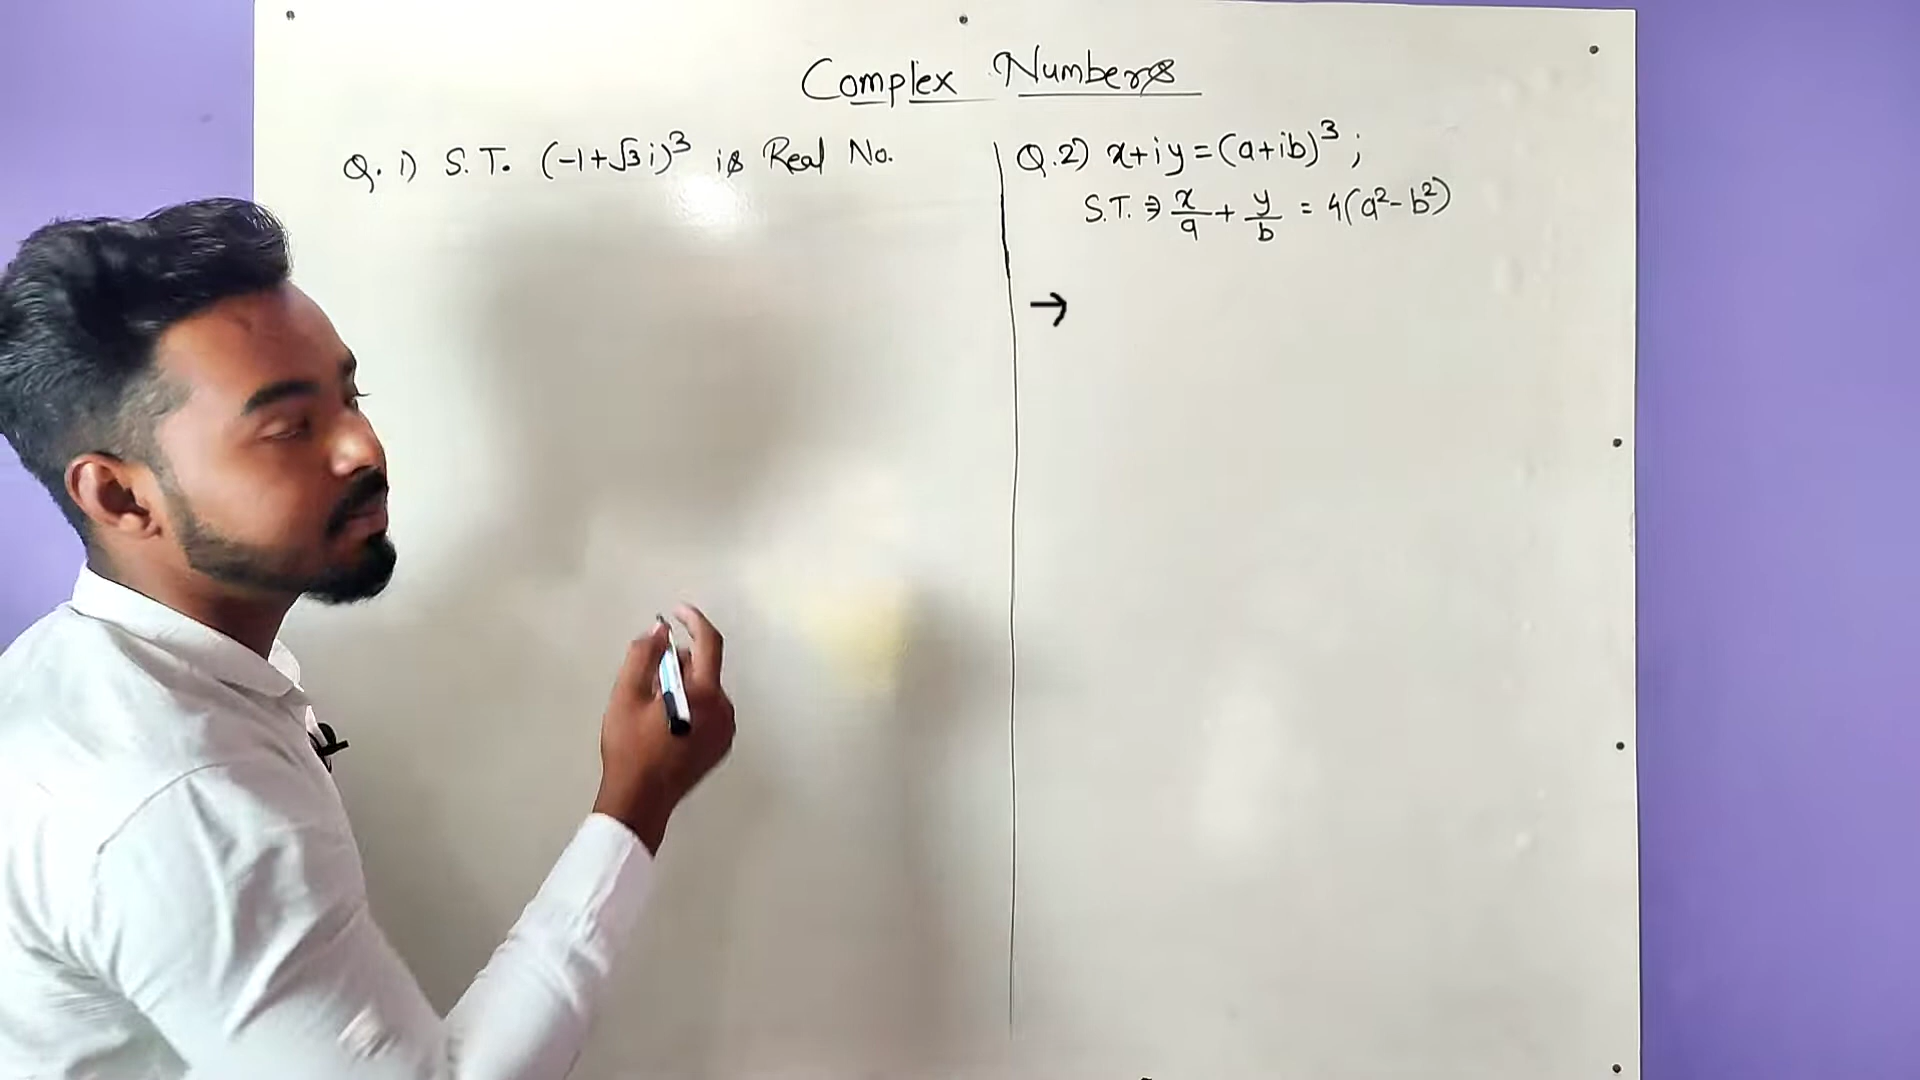 Complex Numbers
Q. 1) S.T. (-1+√3i)³ is Real No.
Q.2) x+iy=(a+ib)³ ;
S.T. ⇒ x/a + y/b = 4(a²-b²)
→